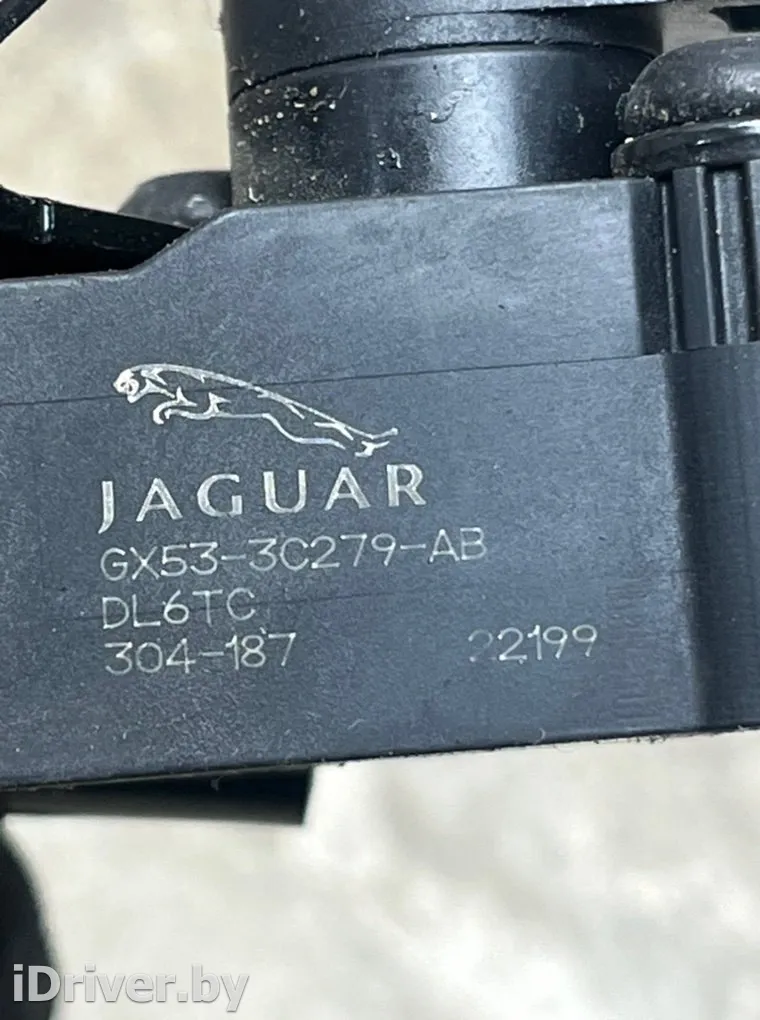 JAGUAR
GX53-3C279-AB
DL6TC
304-187 22199
iDriver.by